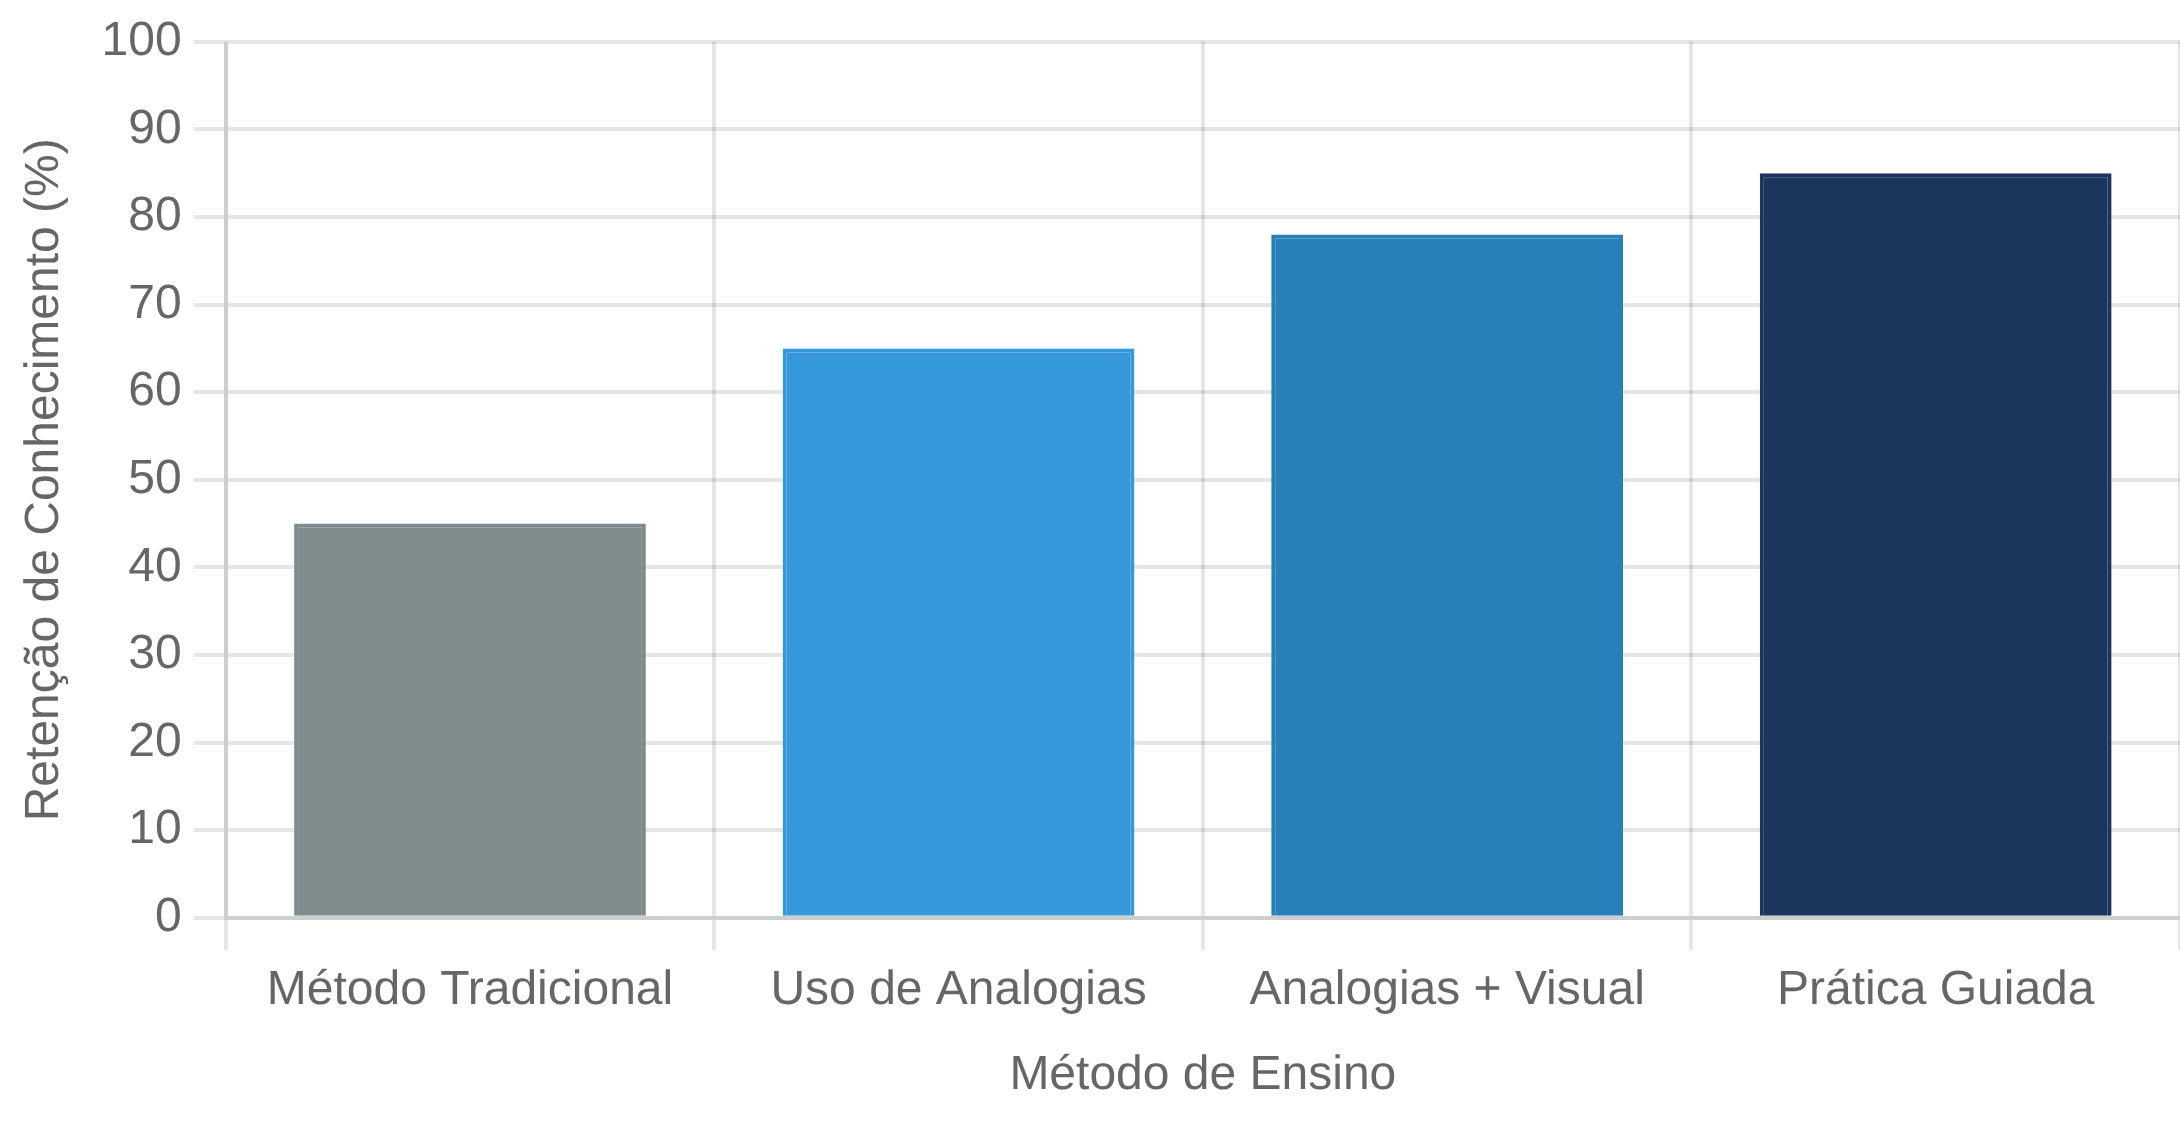 Retenção de Conhecimento (%)
100
90
80
70
60
50
40
30
20
10
0
Método Tradicional
Uso de Analogias
Analogias + Visual
Prática Guiada
Método de Ensino